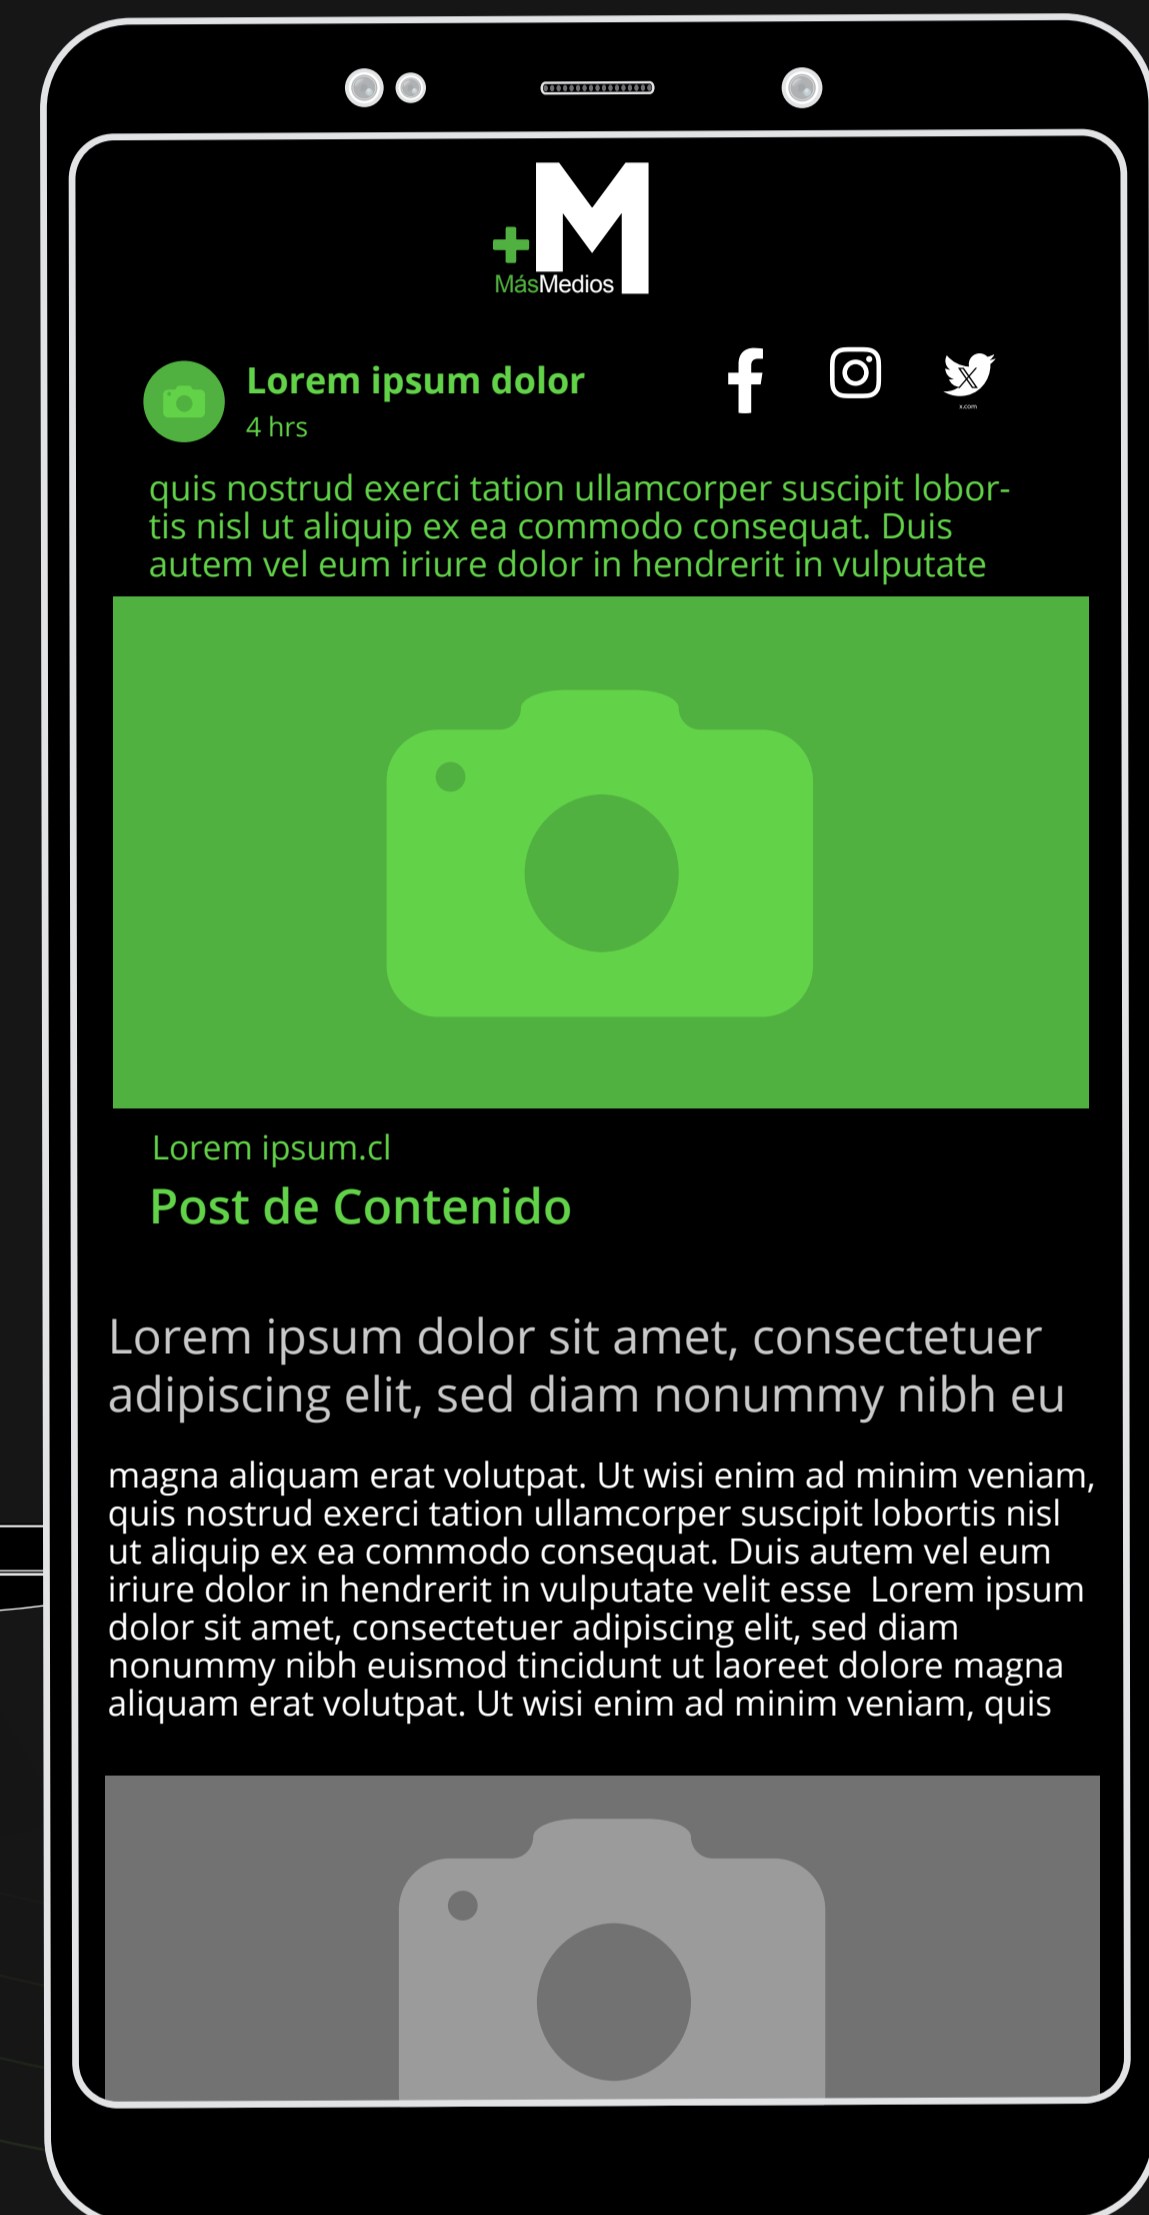 M
MásMedios
Lorem ipsum dolor
4 hrs
x.com
quis nostrud exerci tation ullamcorper suscipit lobor-
tis nisl ut aliquip ex ea commodo consequat. Duis
autem vel eum iriure dolor in hendrerit in vulputate
Lorem ipsum.cl
Post de Contenido
Lorem ipsum dolor sit amet, consectetuer
adipiscing elit, sed diam nonummy nibh eu
magna aliquam erat volutpat. Ut wisi enim ad minim veniam,
quis nostrud exerci tation ullamcorper suscipit lobortis nisl
ut aliquip ex ea commodo consequat. Duis autem vel eum
iriure dolor in hendrerit in vulputate velit esse  Lorem ipsum
dolor sit amet, consectetuer adipiscing elit, sed diam
nonummy nibh euismod tincidunt ut laoreet dolore magna
aliquam erat volutpat. Ut wisi enim ad minim veniam, quis